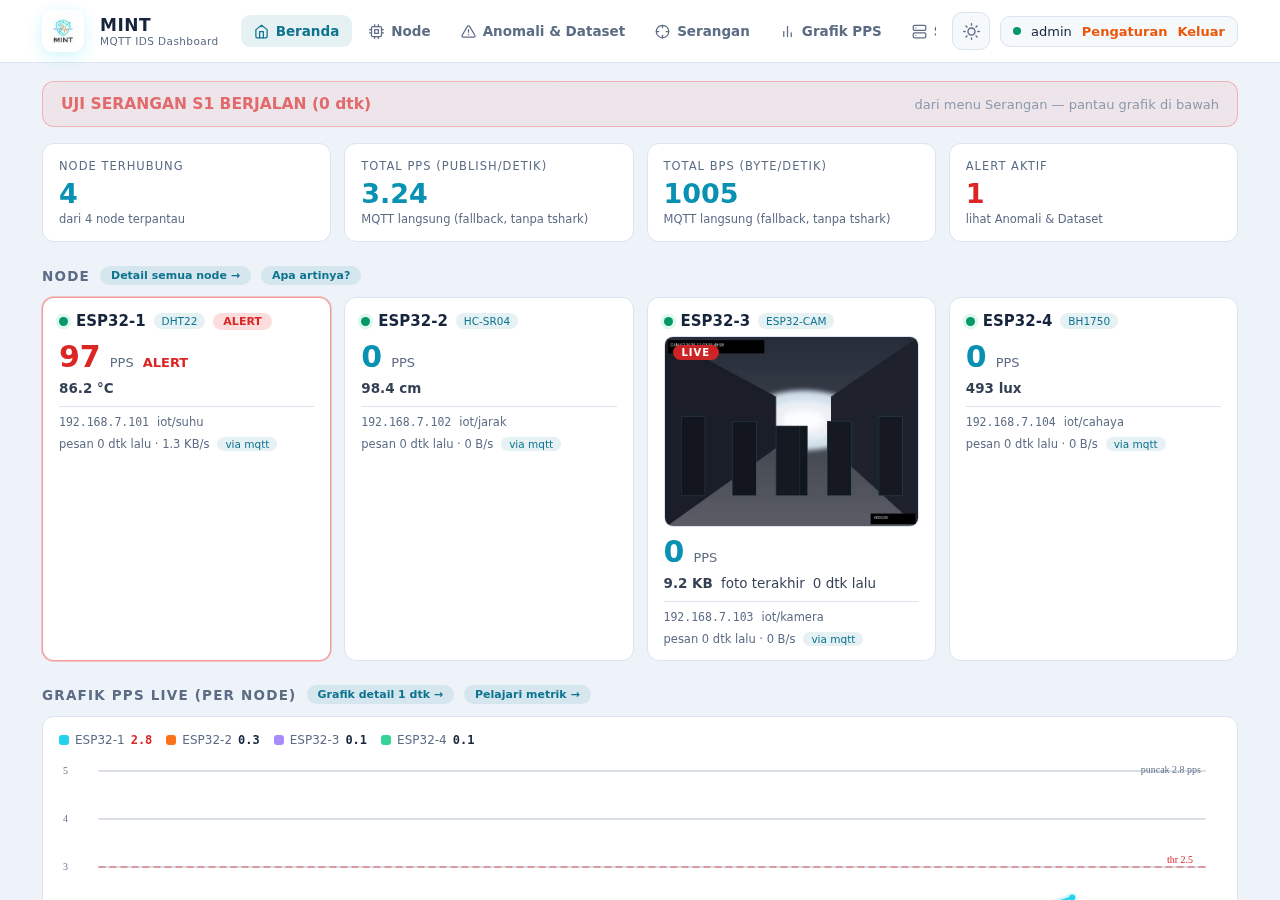 MINT
MINT
MQTT IDS Dashboard
Beranda
Node
Anomali & Dataset
Serangan
Grafik PPS
admin
Pengaturan
Keluar
UJI SERANGAN S1 BERJALAN (0 dtk)
dari menu Serangan — pantau grafik di bawah
NODE TERHUBUNG
4
dari 4 node terpantau
TOTAL PPS (PUBLISH/DETIK)
3.24
MQTT langsung (fallback, tanpa tshark)
TOTAL BPS (BYTE/DETIK)
1005
MQTT langsung (fallback, tanpa tshark)
ALERT AKTIF
1
lihat Anomali & Dataset
NODE Detail semua node → Apa artinya?
ESP32-1 DHT22 ALERT
97 PPS ALERT
86.2 °C
192.168.7.101 iot/suhu
pesan 0 dtk lalu · 1.3 KB/s via mqtt
ESP32-2 HC-SR04
0 PPS
98.4 cm
192.168.7.102 iot/jarak
pesan 0 dtk lalu · 0 B/s via mqtt
ESP32-3 ESP32-CAM
LIVE
0 PPS
9.2 KB foto terakhir 0 dtk lalu
192.168.7.103 iot/kamera
pesan 0 dtk lalu · 0 B/s via mqtt
ESP32-4 BH1750
0 PPS
493 lux
192.168.7.104 iot/cahaya
pesan 0 dtk lalu · 0 B/s via mqtt
GRAFIK PPS LIVE (PER NODE) Grafik detail 1 dtk → Pelajari metrik →
ESP32-1 2.8 ESP32-2 0.3 ESP32-3 0.1 ESP32-4 0.1
5
puncak 2.8 pps
4
3
thr 2.5